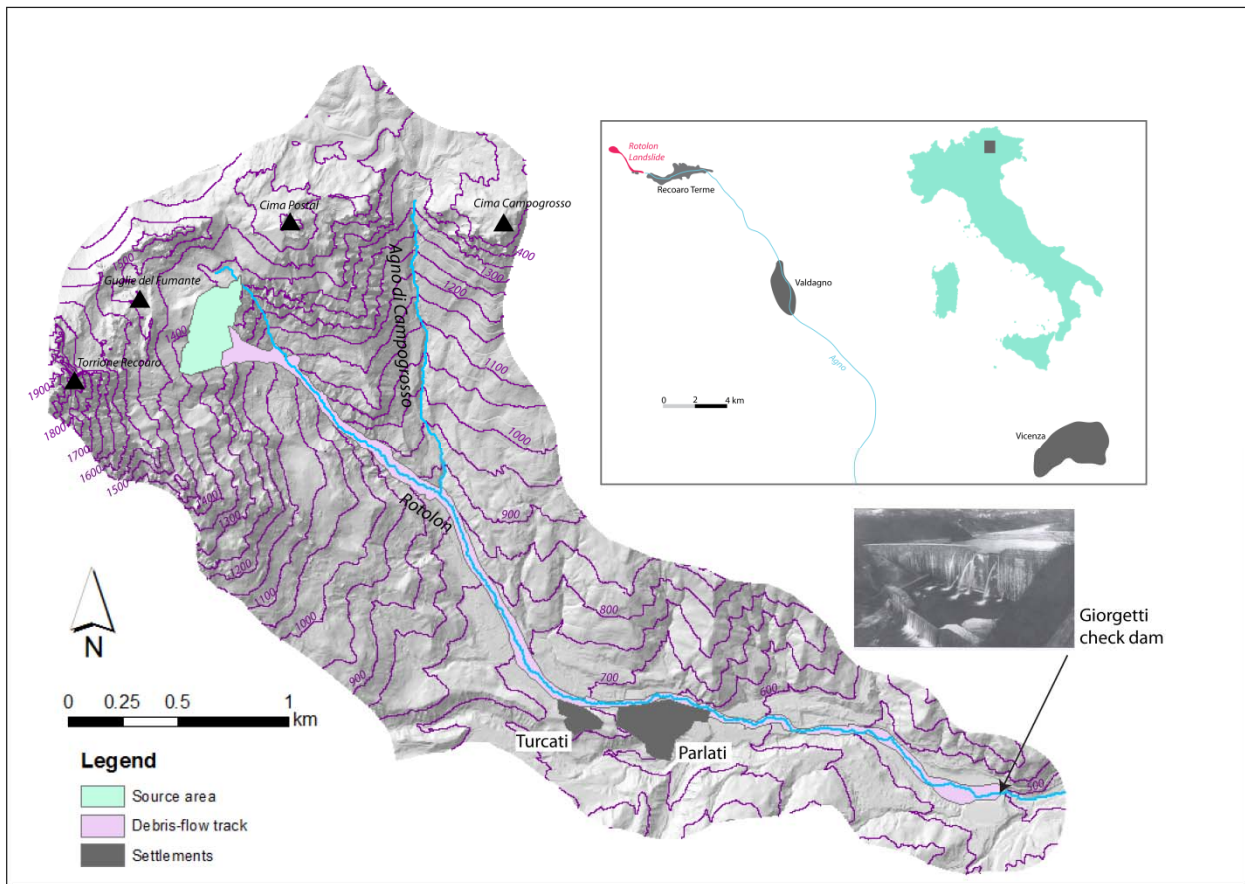 Cima Postal
Cima Campogrosso
Guglie del Fumante
Torrione Recoaro
Agno di Campogrosso
Rotolon
1500
1400
1900
1800
1700
1600
1500
1400
1300
1200
1100
1000
900
400
1300
1200
1100
1000
900
800
700
600
Turcati
Parlati
N
0 0.25 0.5 1
km
Legend
Source area
Debris-flow track
Settlements
Rotolon
Landslide
Recoaro Terme
Valdagno
Agno
0 2 4 km
Vicenza
Giorgetti
check dam